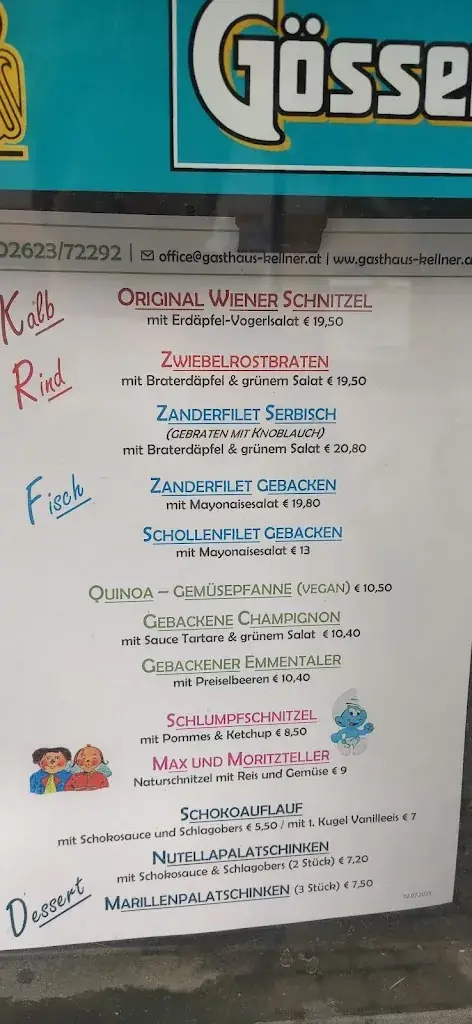 Gösse
02623/72292 | office@gasthaus-kellner.at | www.gasthaus-kellner.a
Kalb
ORIGINAL WIENER SCHNITZEL
mit Erdäpfel-Vogerlsalat € 19,50
Rind
ZWIEBELROSTBRATEN
mit Braterdäpfel & grünem Salat € 19,50
ZANDERFILET SERBISCH
(GEBRATEN MIT KNOBLAUCH)
mit Braterdäpfel & grünem Salat € 20,80
Fisch
ZANDERFILET GEBACKEN
mit Mayonaisesalat € 19,80
SCHOLLENFILET GEBACKEN
mit Mayonaisesalat € 13
QUINOA – GEMÜSEPFANNE (VEGAN) € 10,50
GEBACKENE CHAMPIGNON
mit Sauce Tartare & grünem Salat € 10,40
GEBACKENER EMMENTALER
mit Preiselbeeren € 10,40
SCHLUMPFSCHNITZEL
mit Pommes & Ketchup € 8,50
MAX UND MORITZTELLER
Naturschnitzel mit Reis und Gemüse € 9
SCHOKOAUFLAUF
mit Schokosauce und Schlagobers € 5,50 / mit 1. Kugel Vanilleeis € 7
NUTELLAPALATSCHINKEN
mit Schokosauce & Schlagobers (2 Stück) € 7,20
Dessert
MARILLENPALATSCHINKEN (3 Stück) € 7,50
12.07.2023